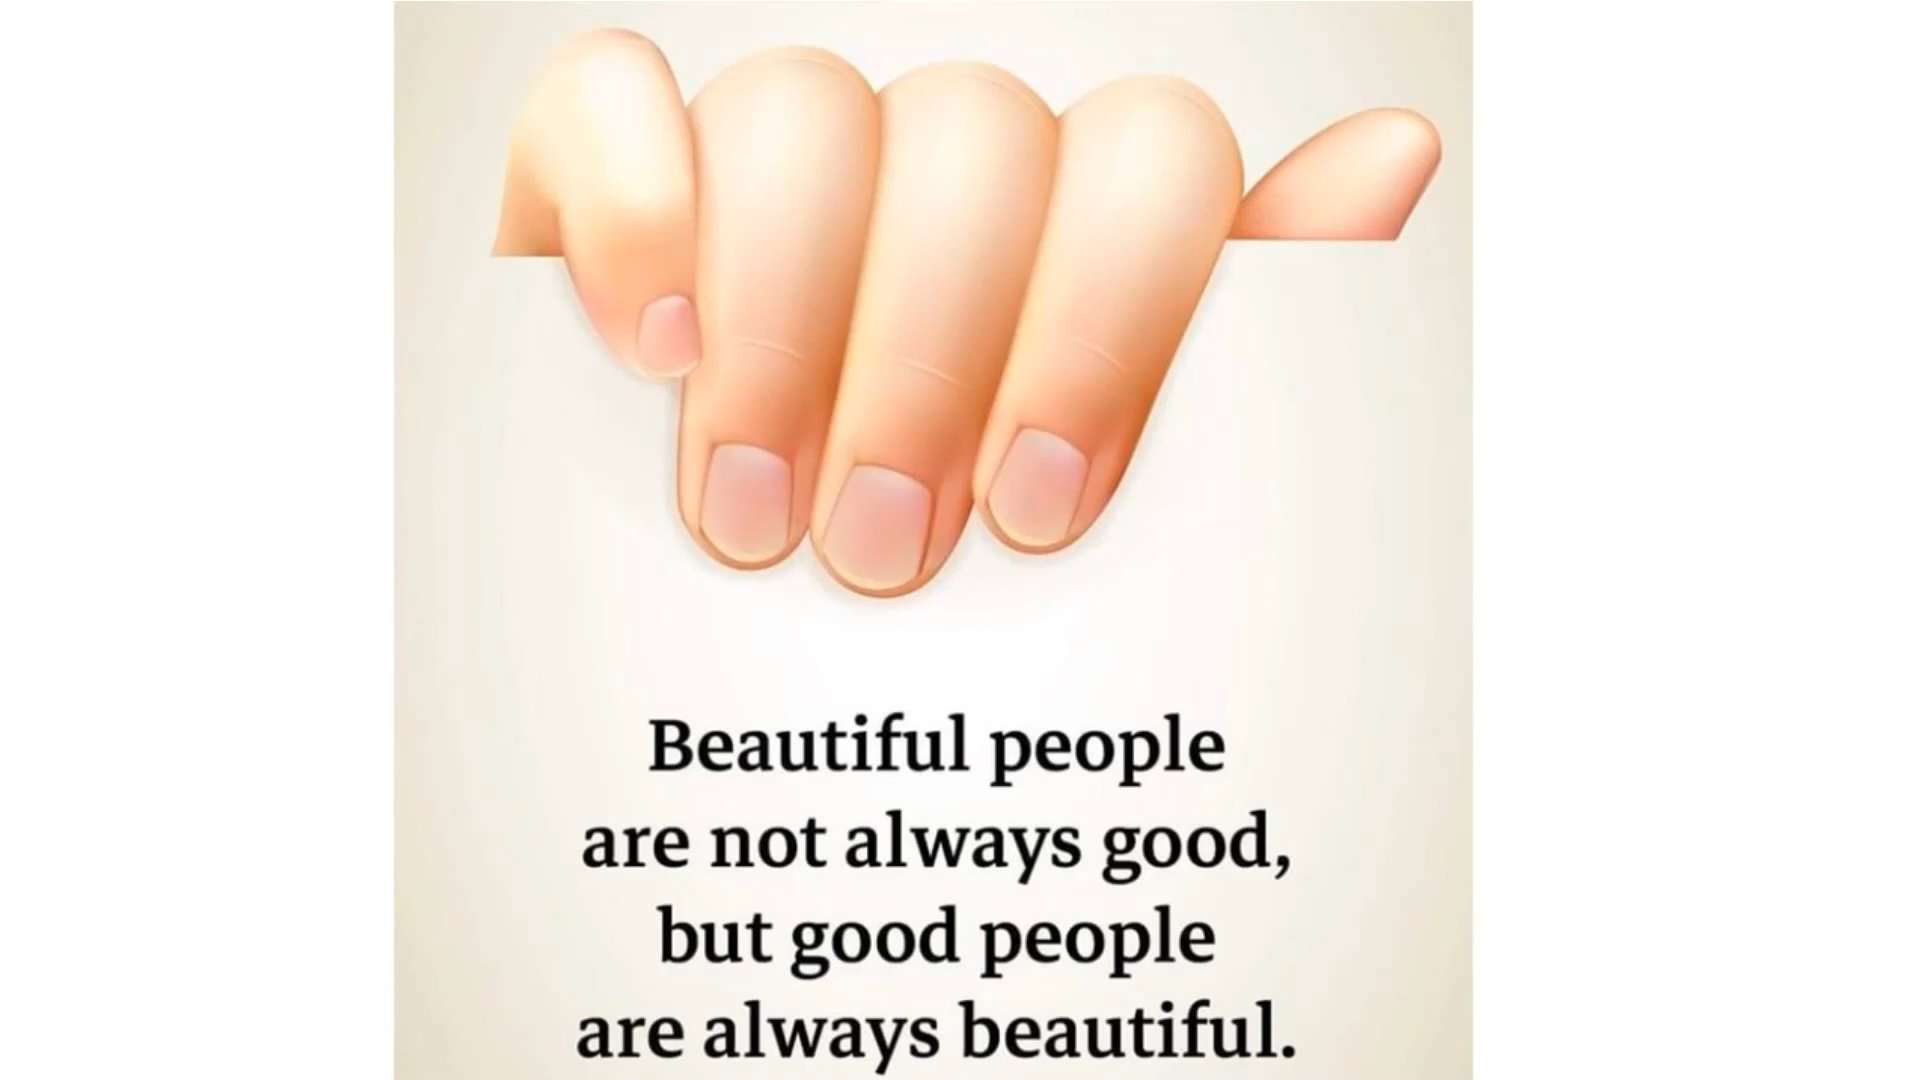 Beautiful people
are not always good,
but good people
are always beautiful.